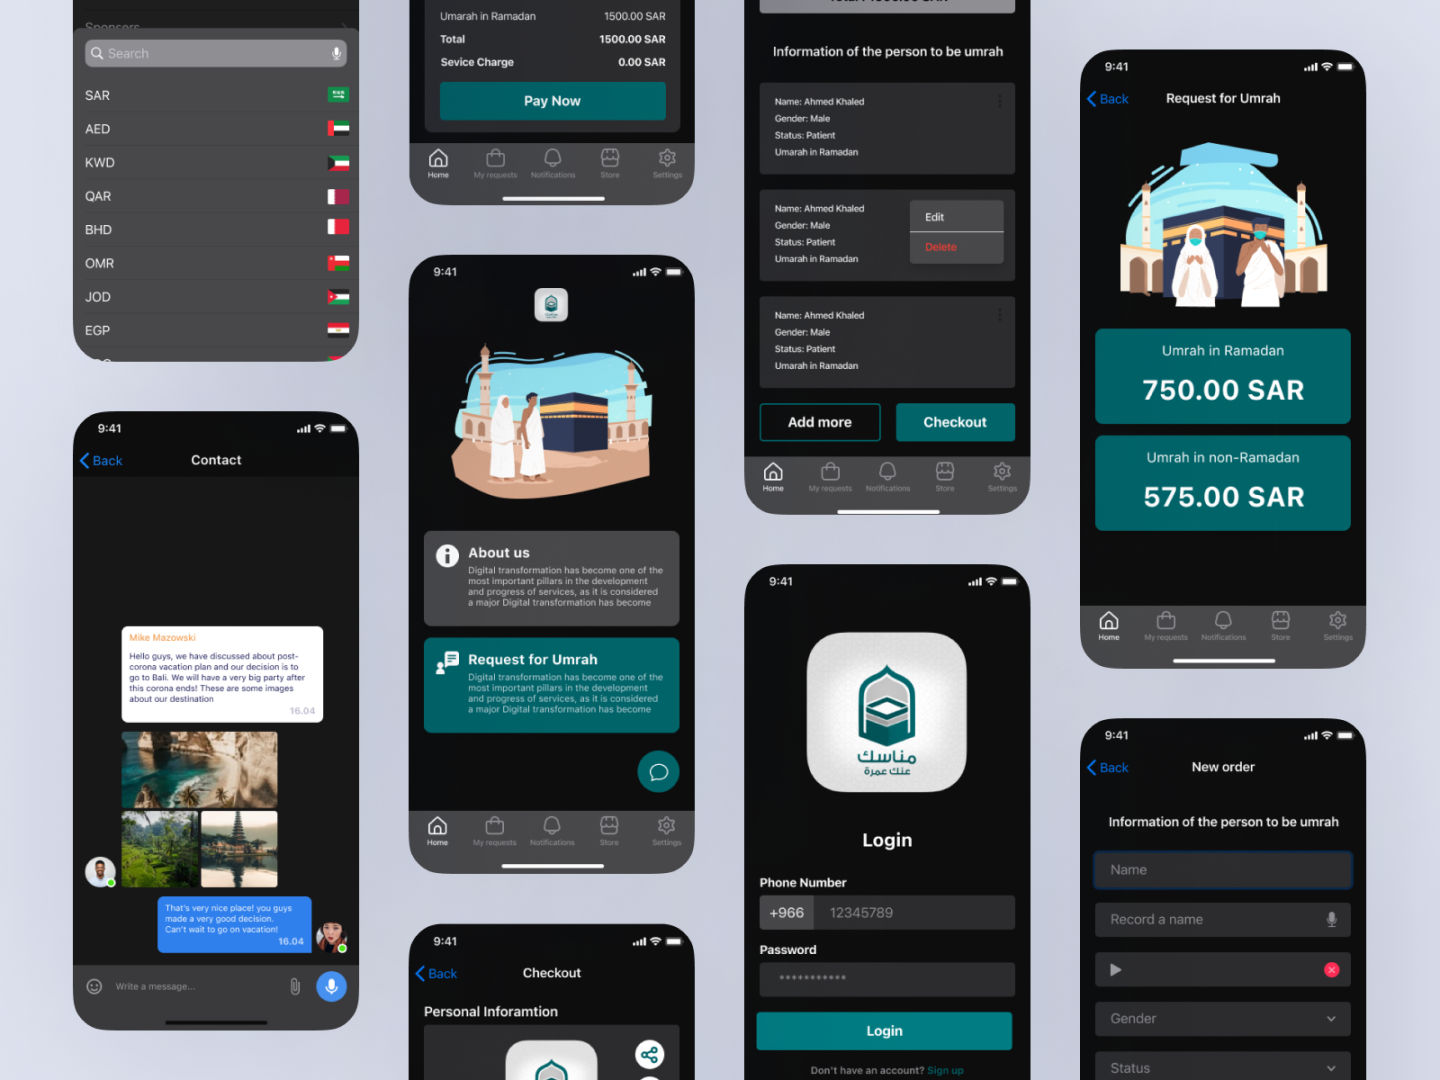 Sponsors
Search
SAR
AED
KWD
QAR
BHD
OMR
JOD
EGP
9:41
Back
Contact
Mike Mazowski
Hello guys, we have discussed about post-
corona vacation plan and our decision is to
go to Bali. We will have a very big party after
this corona ends! These are some images
about our destination
16.04
That's very nice place! you guys
made a very good decision.
Can't wait to go on vacation!
16.04
Write a message...
Umarah in Ramadan 1500.00 SAR
Total 1500.00 SAR
Sevice Charge 0.00 SAR
Pay Now
Home My requests Notifications Store Settings
9:41
About us
Digital transformation has become one of the
most important pillars in the development
and progress of services, as it is considered
a major Digital transformation has become
Request for Umrah
Digital transformation has become one of the
most important pillars in the development
and progress of services, as it is considered
a major Digital transformation has become
Home My requests Notifications Store Settings
9:41
Back
Checkout
Personal Inforamtion
Information of the person to be umrah
Name: Ahmed Khaled
Gender: Male
Status: Patient
Umarah in Ramadan
Name: Ahmed Khaled
Gender: Male
Status: Patient
Umarah in Ramadan
Edit
Delete
Name: Ahmed Khaled
Gender: Male
Status: Patient
Umarah in Ramadan
Add more
Checkout
Home My requests Notifications Store Settings
9:41
مناسك
عنك عمرة
Login
Phone Number
+966 12345789
Password
Login
Don't have an account? Sign up
9:41
Back
Request for Umrah
Umrah in Ramadan
750.00 SAR
Umrah in non-Ramadan
575.00 SAR
Home My requests Notifications Store Settings
9:41
Back
New order
Information of the person to be umrah
Name
Record a name
Gender
Status